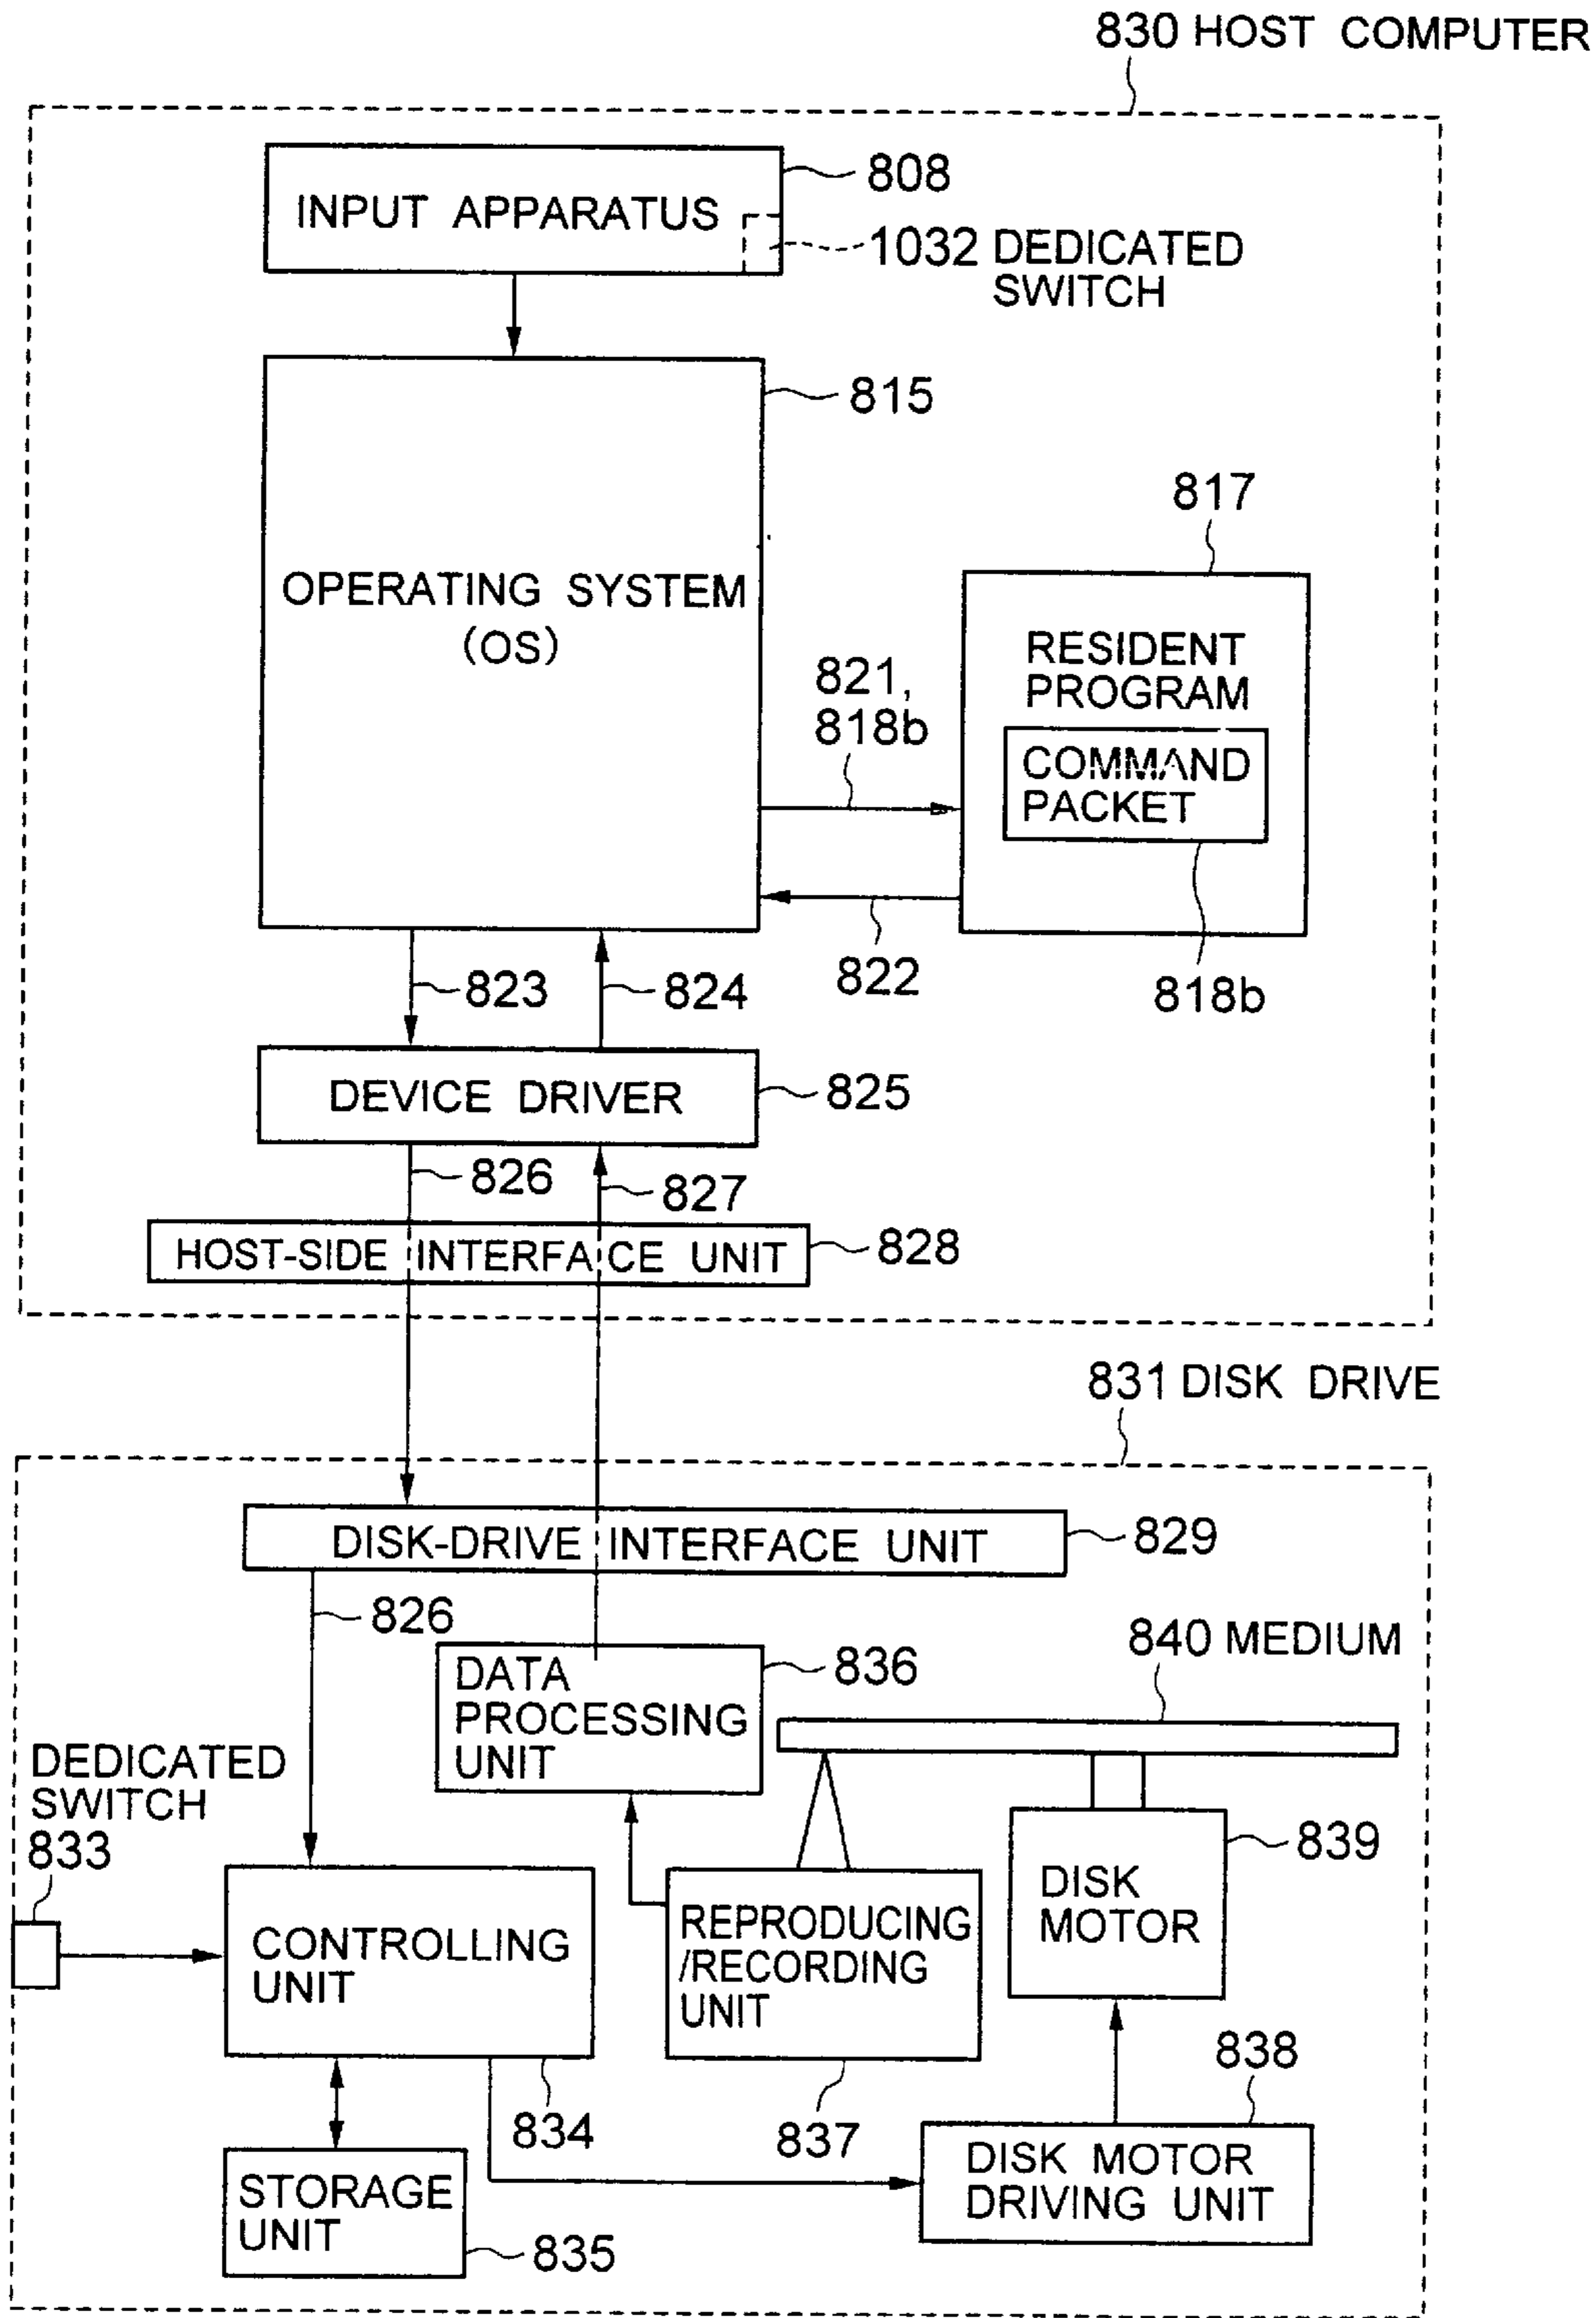 830 HOST COMPUTER
808
INPUT APPARATUS
1032 DEDICATED
SWITCH
815
817
OPERATING SYSTEM
(OS)
RESIDENT
PROGRAM
821,
818b
COMMAND
PACKET
822
818b
823
824
DEVICE DRIVER
825
826
827
HOST-SIDE INTERFACE UNIT
828
831 DISK DRIVE
DISK-DRIVE INTERFACE UNIT
829
826
840 MEDIUM
DATA
PROCESSING
UNIT
836
DEDICATED
SWITCH
833
839
DISK
MOTOR
CONTROLLING
UNIT
REPRODUCING
/RECORDING
UNIT
834
837
838
STORAGE
UNIT
835
DISK MOTOR
DRIVING UNIT